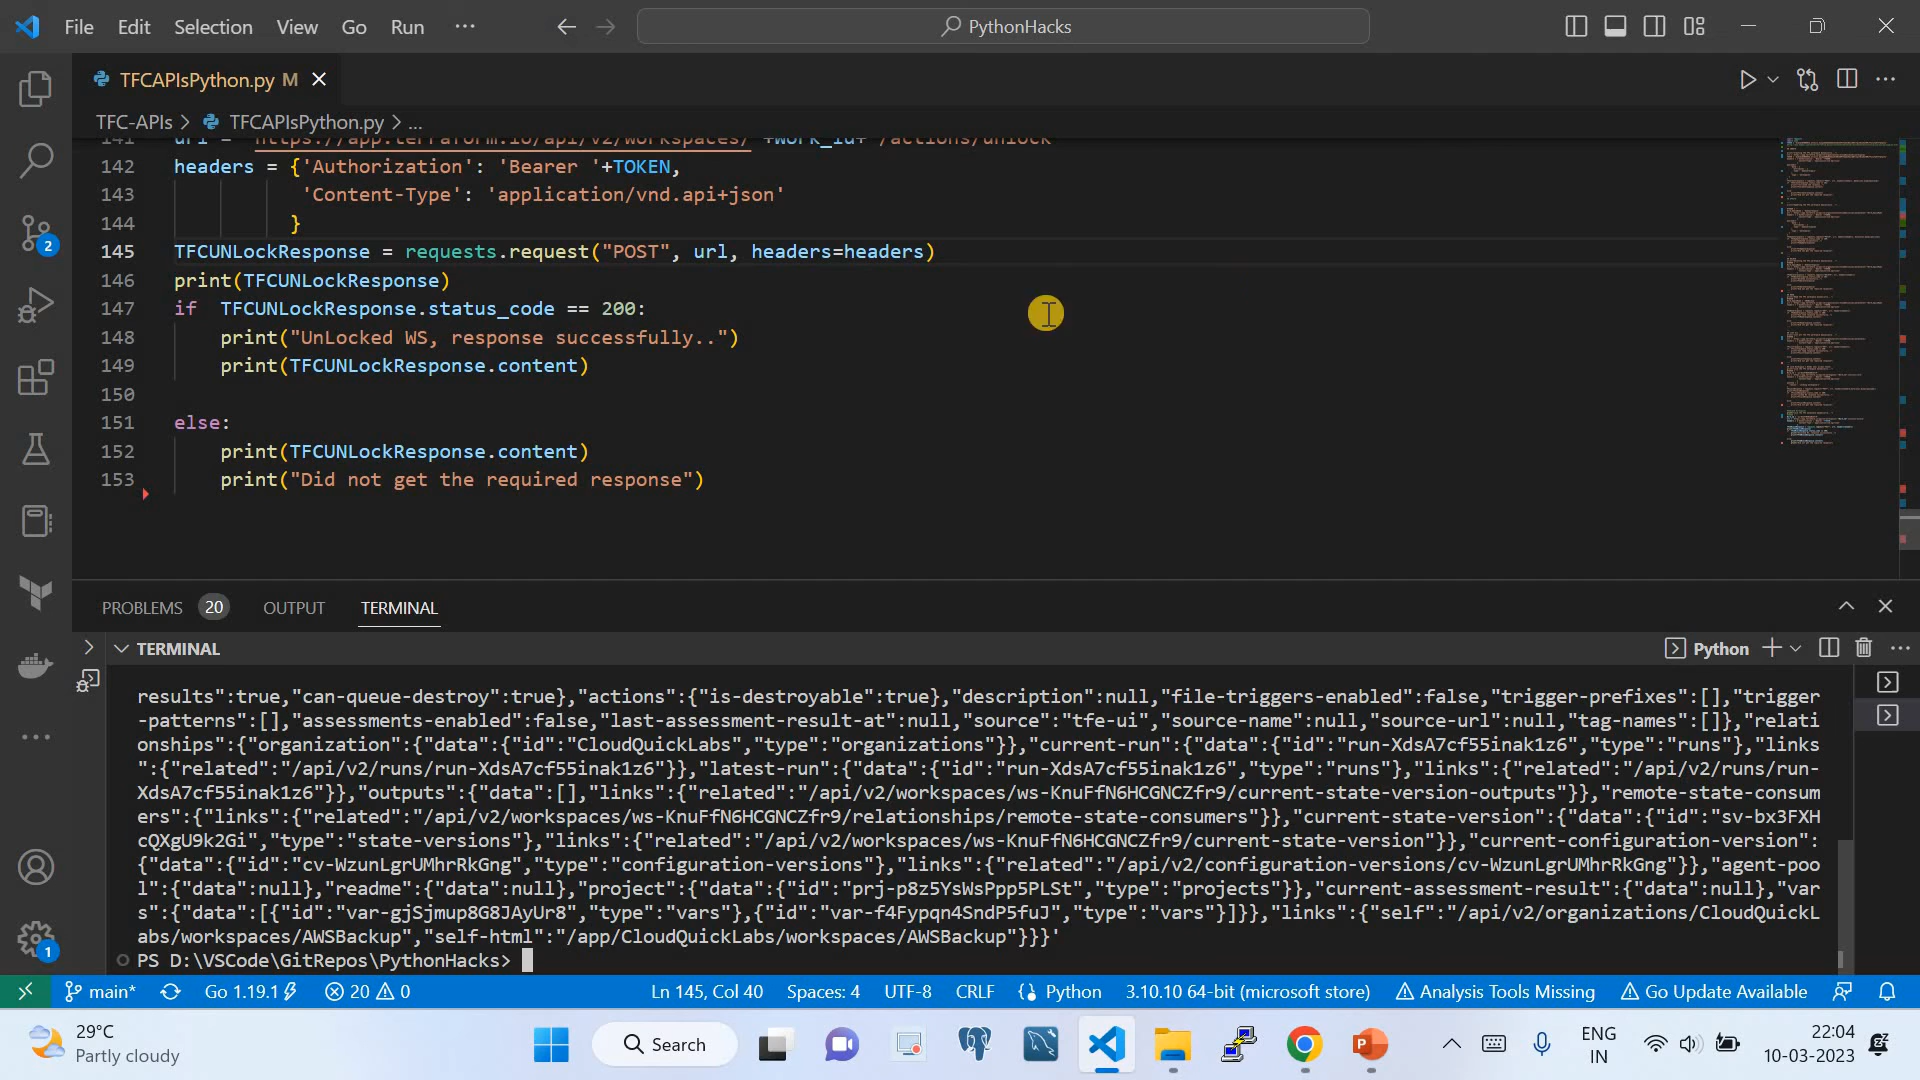 File Edit Selection View Go Run ··· PythonHacks
TFCAPIsPython.py M
TFC-APIs > TFCAPIsPython.py > ...
141 url = 'https://app.terraform.io/api/v2/workspaces/' +work_id+'/actions/unlock'
142 headers = {'Authorization': 'Bearer '+TOKEN,
143 'Content-Type': 'application/vnd.api+json'
144 }
145 TFCUNLockResponse = requests.request("POST", url, headers=headers)
146 print(TFCUNLockResponse)
147 if TFCUNLockResponse.status_code == 200:
148 print("UnLocked WS, response successfully..")
149 print(TFCUNLockResponse.content)
150
151 else:
152 print(TFCUNLockResponse.content)
153 print("Did not get the required response")
PROBLEMS 20 OUTPUT TERMINAL
TERMINAL Python
results":true,"can-queue-destroy":true},"actions":{"is-destroyable":true},"description":null,"file-triggers-enabled":false,"trigger-prefixes":[],"trigger
-patterns":[],"assessments-enabled":false,"last-assessment-result-at":null,"source":"tfe-ui","source-name":null,"source-url":null,"tag-names":[]},"relati
onships":{"organization":{"data":{"id":"CloudQuickLabs","type":"organizations"}},"current-run":{"data":{"id":"run-XdsA7cf55inak1z6","type":"runs"},"links
":{"related":"/api/v2/runs/run-XdsA7cf55inak1z6"}},"latest-run":{"data":{"id":"run-XdsA7cf55inak1z6","type":"runs"},"links":{"related":"/api/v2/runs/run-
XdsA7cf55inak1z6"}},"outputs":{"data":[],"links":{"related":"/api/v2/workspaces/ws-KnuFfN6HCGNCZfr9/current-state-version-outputs"}},"remote-state-consum
ers":{"links":{"related":"/api/v2/workspaces/ws-KnuFfN6HCGNCZfr9/relationships/remote-state-consumers"}},"current-state-version":{"data":{"id":"sv-bx3FXH
cQXgU9k2Gi","type":"state-versions"},"links":{"related":"/api/v2/workspaces/ws-KnuFfN6HCGNCZfr9/current-state-version"}},"current-configuration-version":
{"data":{"id":"cv-WzunLgrUMhrRkGng","type":"configuration-versions"},"links":{"related":"/api/v2/configuration-versions/cv-WzunLgrUMhrRkGng"}},"agent-poo
l":{"data":null},"readme":{"data":null},"project":{"data":{"id":"prj-p8z5YsWsPpp5PLSt","type":"projects"}},"current-assessment-result":{"data":null},"var
s":{"data":[{"id":"var-gjSjmup8G8JAyUr8","type":"vars"},{"id":"var-f4Fypqn4SndP5fuJ","type":"vars"}]}},"links":{"self":"/api/v2/organizations/CloudQuickL
abs/workspaces/AWSBackup","self-html":"/app/CloudQuickLabs/workspaces/AWSBackup"}}}'
PS D:\VSCode\GitRepos\PythonHacks>
2
1
main* Go 1.19.1 20 0 Ln 145, Col 40 Spaces: 4 UTF-8 CRLF Python 3.10.10 64-bit (microsoft store) Analysis Tools Missing Go Update Available
29°C
Partly cloudy
Search
ENG
IN
22:04
10-03-2023